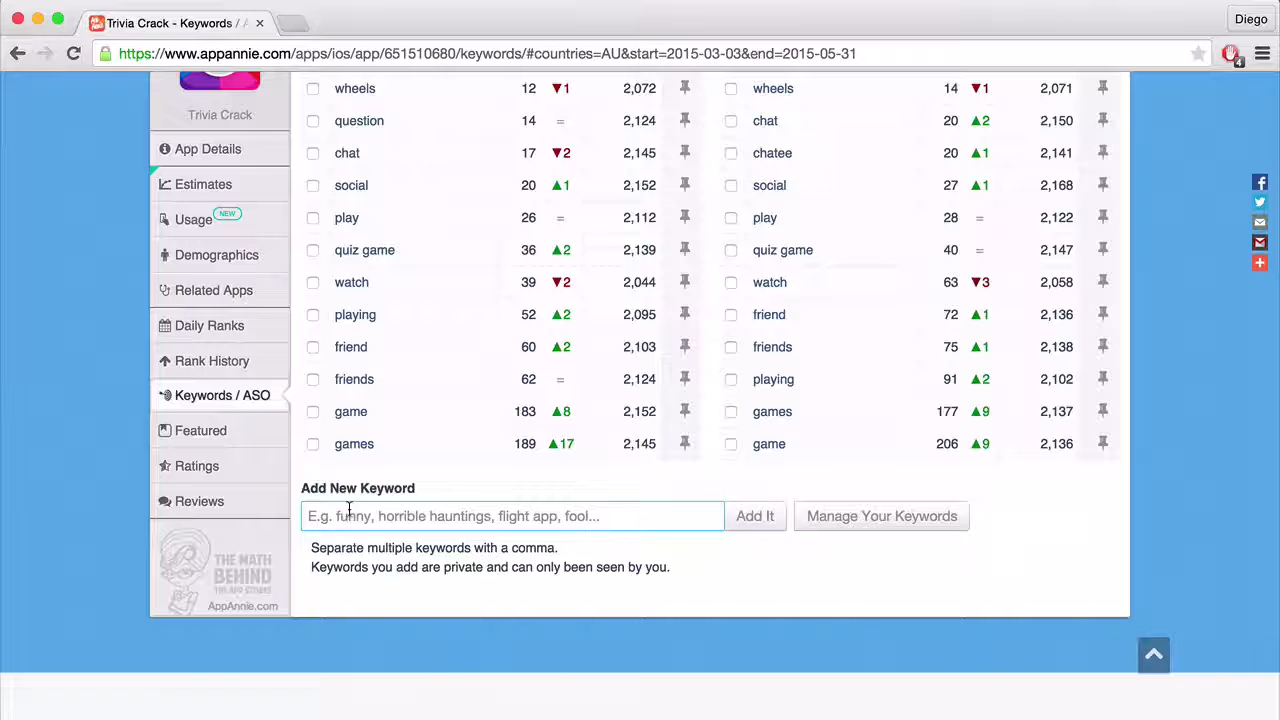 Trivia Crack - Keywords / A
Diego
https://www.appannie.com/apps/ios/app/651510680/keywords/#countries=AU&start=2015-03-03&end=2015-05-31
4
Trivia Crack
App Details
Estimates
Usage NEW
Demographics
Related Apps
Daily Ranks
Rank History
Keywords / ASO
Featured
Ratings
Reviews
THE MATH
BEHIND
THE APP STORES
AppAnnie.com
wheels 12 ▼1 2,072 wheels 14 ▼1 2,071
question 14 = 2,124 chat 20 ▲2 2,150
chat 17 ▼2 2,145 chatee 20 ▲1 2,141
social 20 ▲1 2,152 social 27 ▲1 2,168
play 26 = 2,112 play 28 = 2,122
quiz game 36 ▲2 2,139 quiz game 40 = 2,147
watch 39 ▼2 2,044 watch 63 ▼3 2,058
playing 52 ▲2 2,095 friend 72 ▲1 2,136
friend 60 ▲2 2,103 friends 75 ▲1 2,138
friends 62 = 2,124 playing 91 ▲2 2,102
game 183 ▲8 2,152 games 177 ▲9 2,137
games 189 ▲17 2,145 game 206 ▲9 2,136
Add New Keyword
E.g. funny, horrible hauntings, flight app, fool... Add It Manage Your Keywords
Separate multiple keywords with a comma.
Keywords you add are private and can only been seen by you.